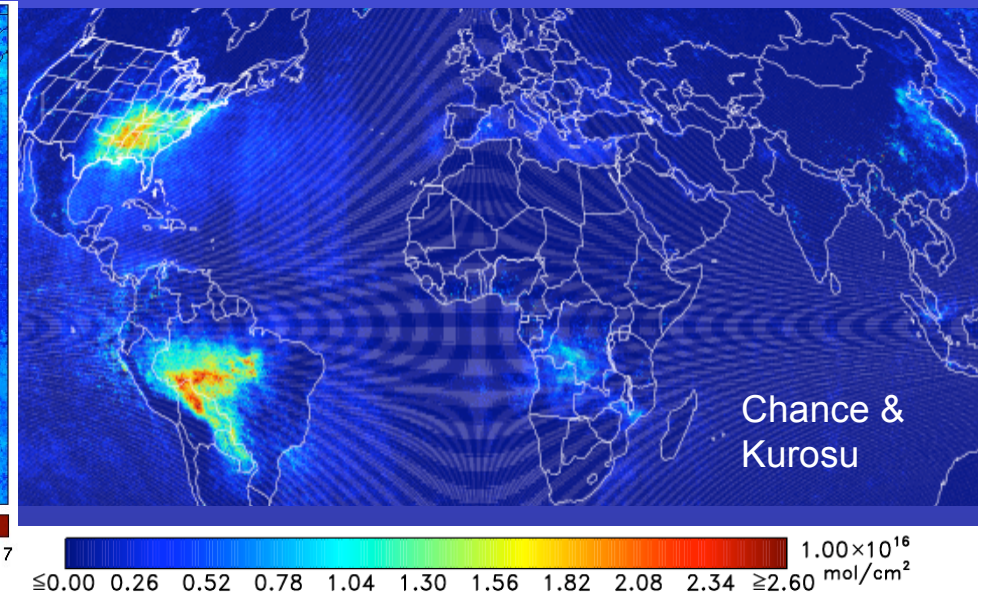 Chance &
Kurosu
7
≦0.00 0.26 0.52 0.78 1.04 1.30 1.56 1.82 2.08 2.34 ≧2.60
1.00×10¹⁶
mol/cm²